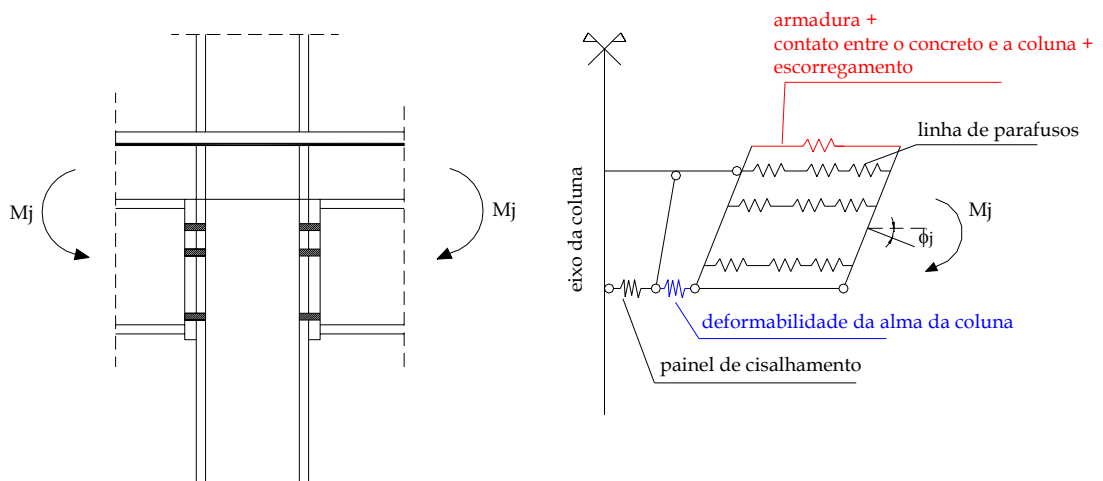 Mj
Mj
armadura +
contato entre o concreto e a coluna +
escorregamento
linha de parafusos
eixo da coluna
Mj
ϕj
deformabilidade da alma da coluna
painel de cisalhamento